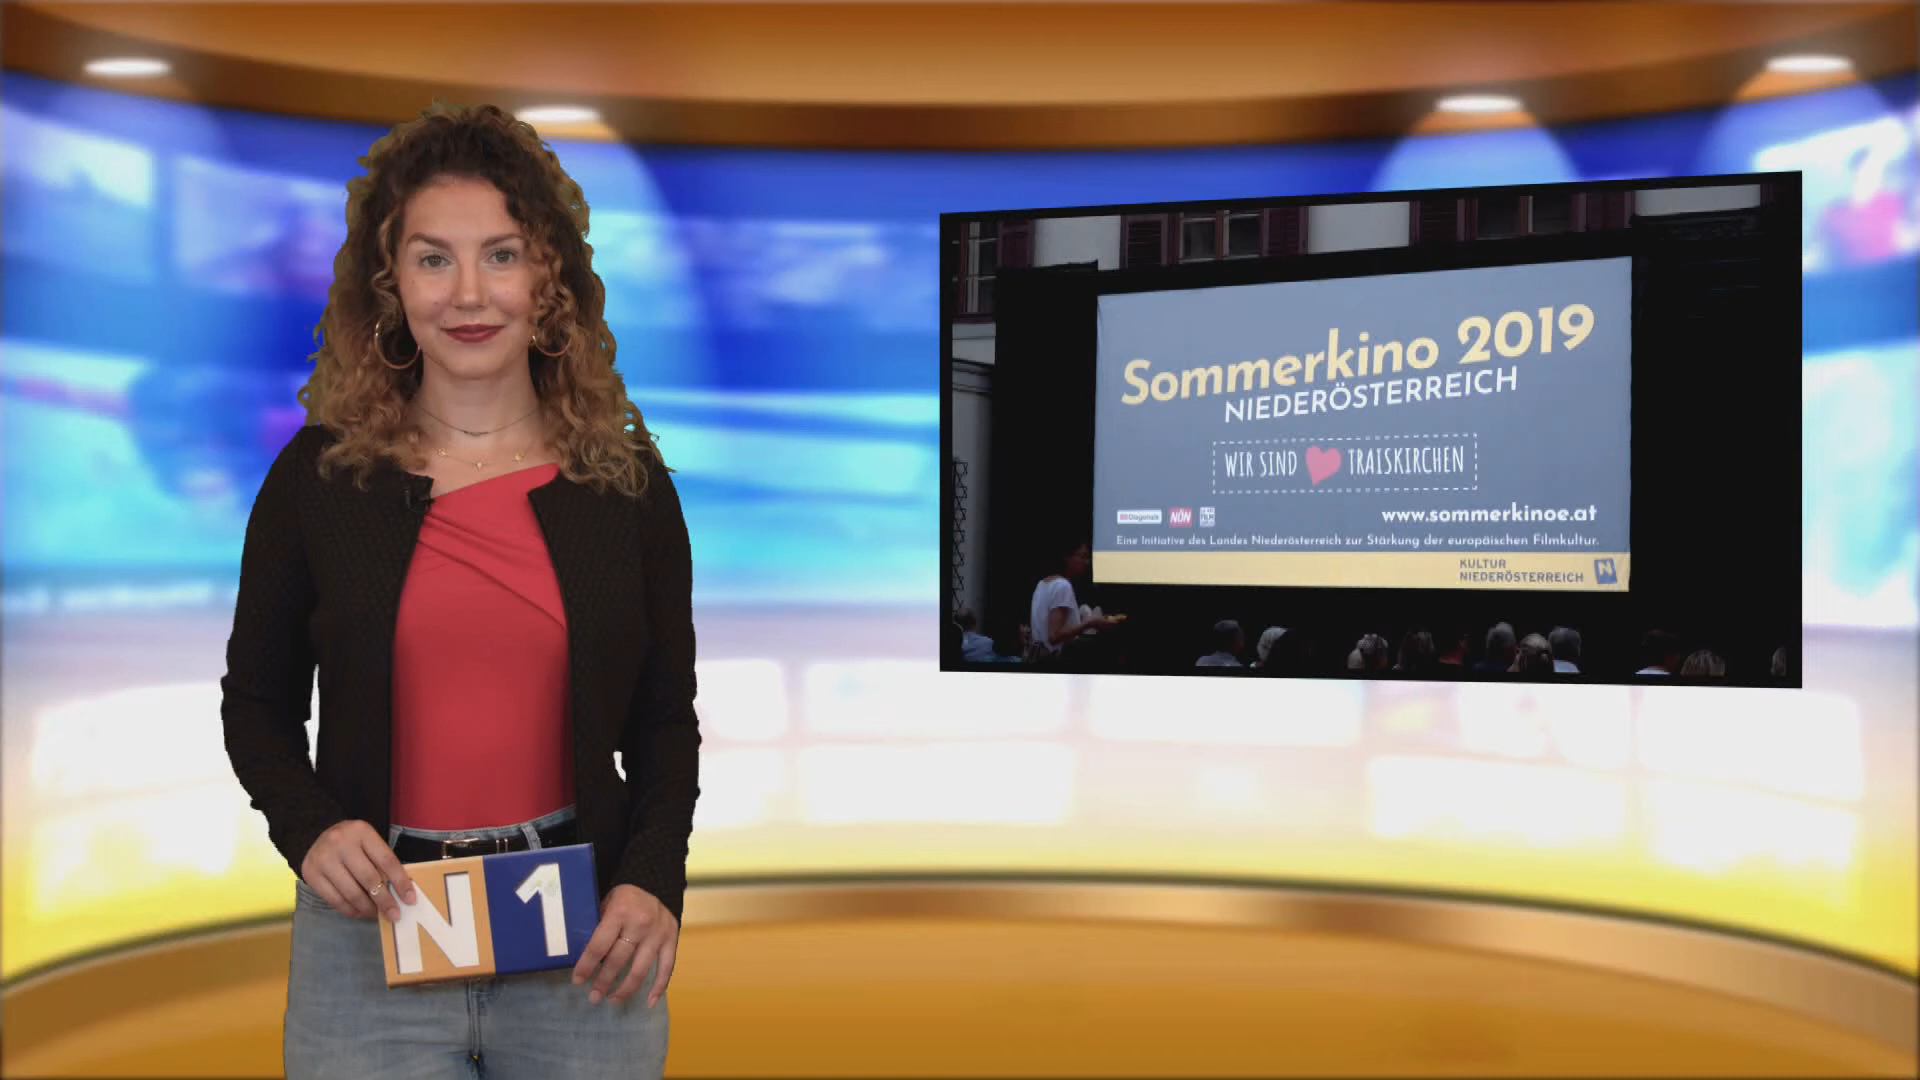 N1
Sommerkino 2019
NIEDERÖSTERREICH
WIR SIND TRAISKIRCHEN
NÖN
www.sommerkinoe.at
Eine Initiative des Landes Niederösterreich zur Stärkung der europäischen Filmkultur.
KULTUR
NIEDERÖSTERREICH
N